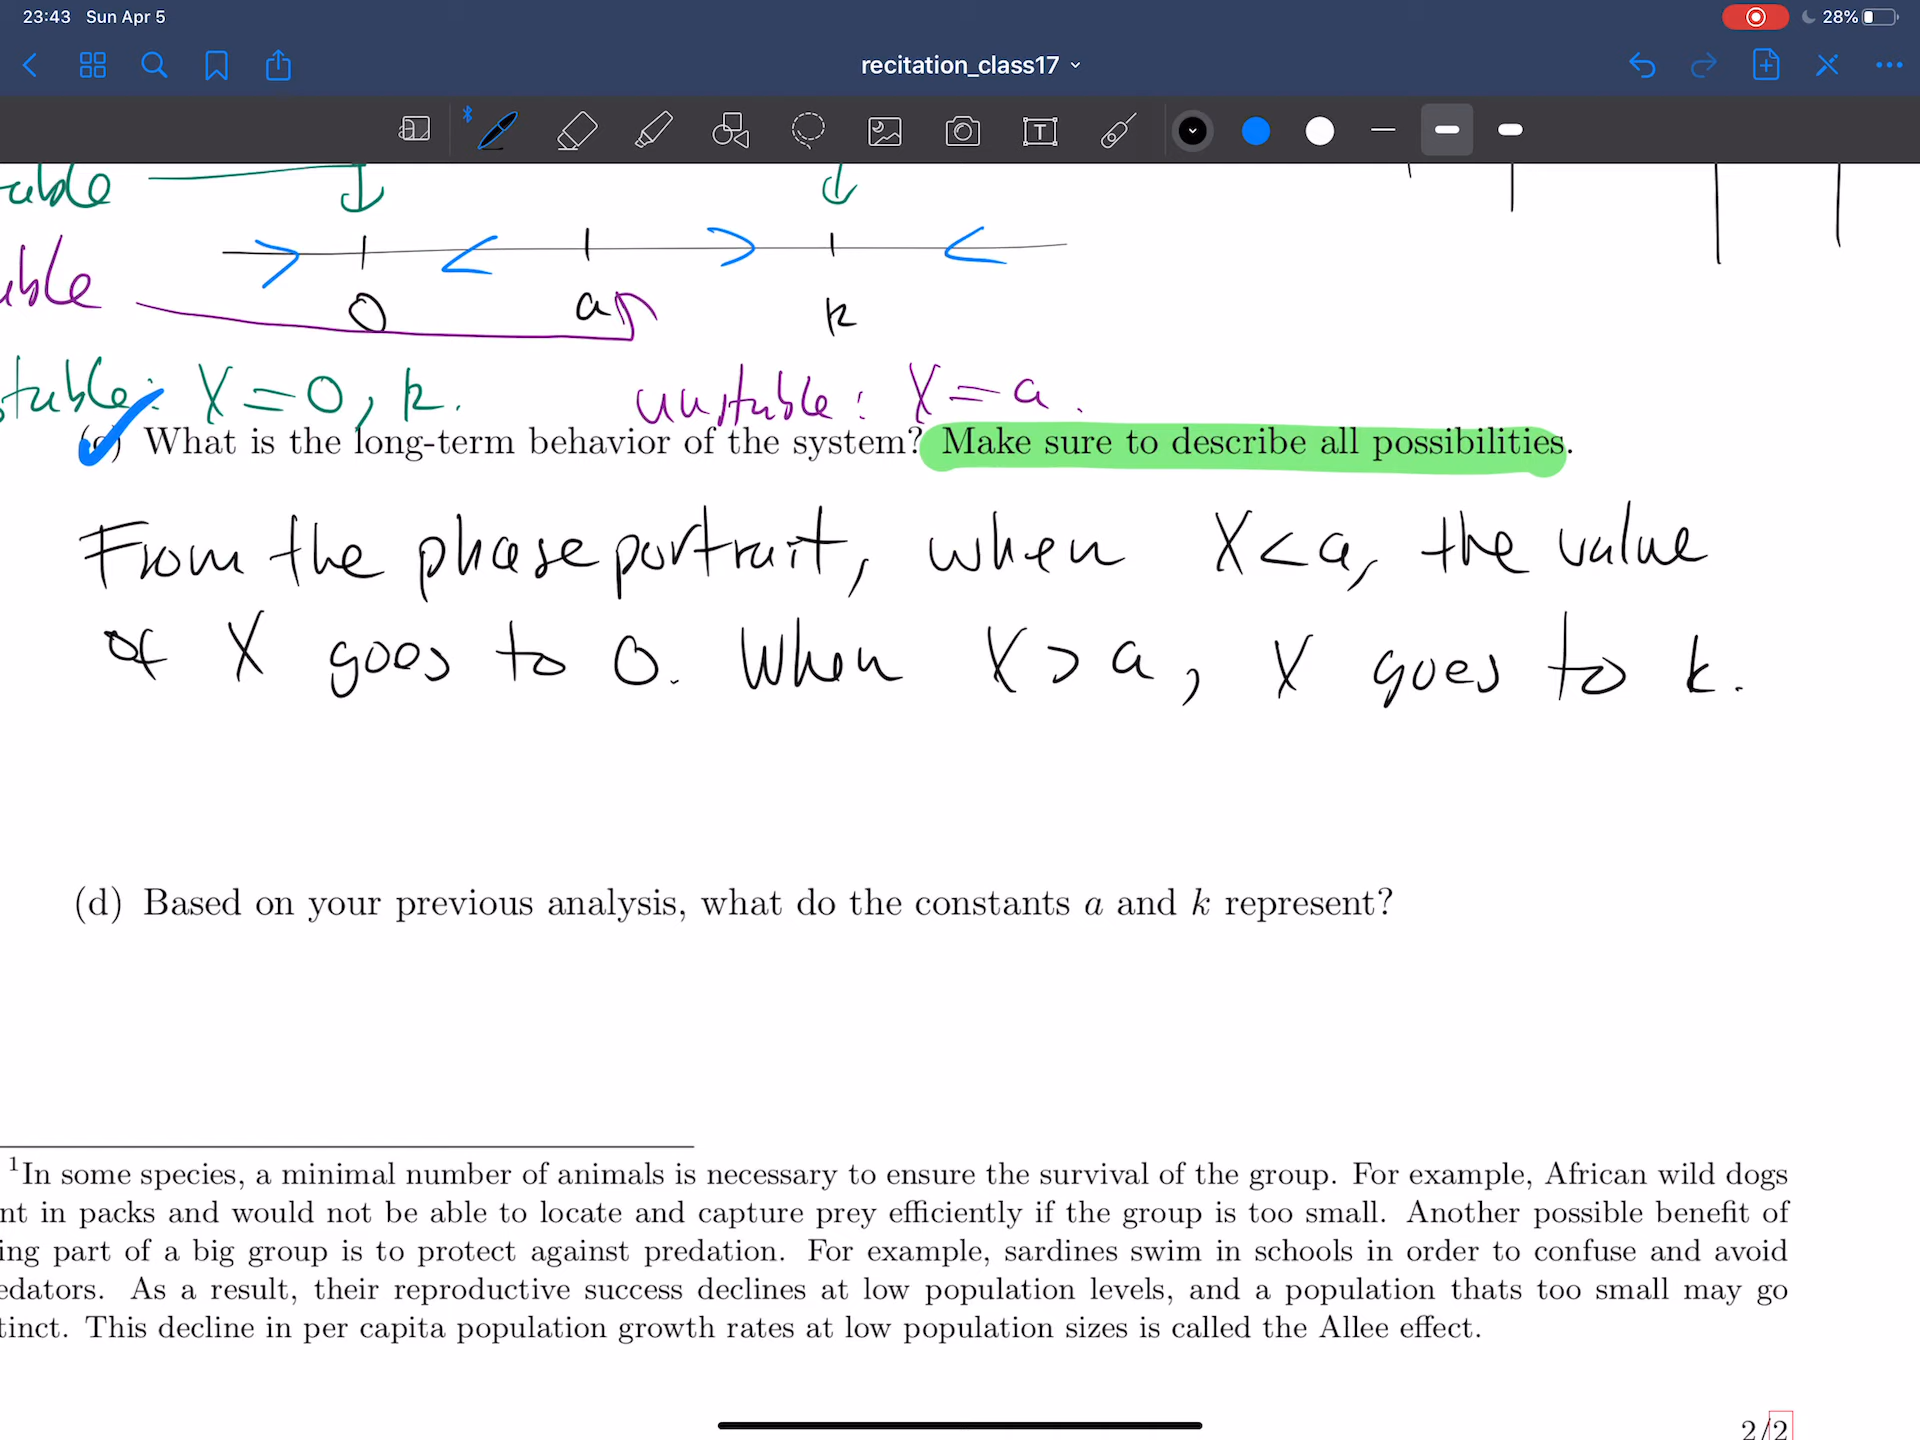 23:43 Sun Apr 5 28%
recitation_class17
0 a k
stable: X = 0, k. unstable: X = a.
(c) What is the long-term behavior of the system? Make sure to describe all possibilities.
From the phase portrait, when X < a, the value
of X goes to 0. When X > a, X goes to k.
(d) Based on your previous analysis, what do the constants a and k represent?
1In some species, a minimal number of animals is necessary to ensure the survival of the group. For example, African wild dogs
nt in packs and would not be able to locate and capture prey efficiently if the group is too small. Another possible benefit of
ing part of a big group is to protect against predation. For example, sardines swim in schools in order to confuse and avoid
edators. As a result, their reproductive success declines at low population levels, and a population thats too small may go
tinct. This decline in per capita population growth rates at low population sizes is called the Allee effect.
2/2